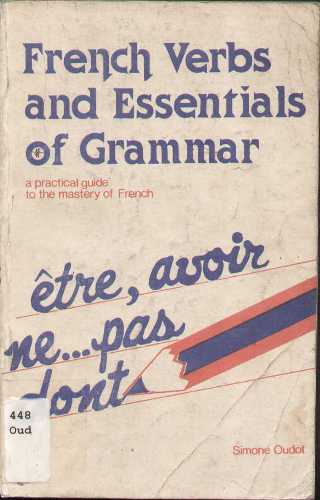 French Verbs
and Essentials
of Grammar
a practical guide
to the mastery of French
être, avoir
ne...pas
dont
448
Oud
Simone Oudot